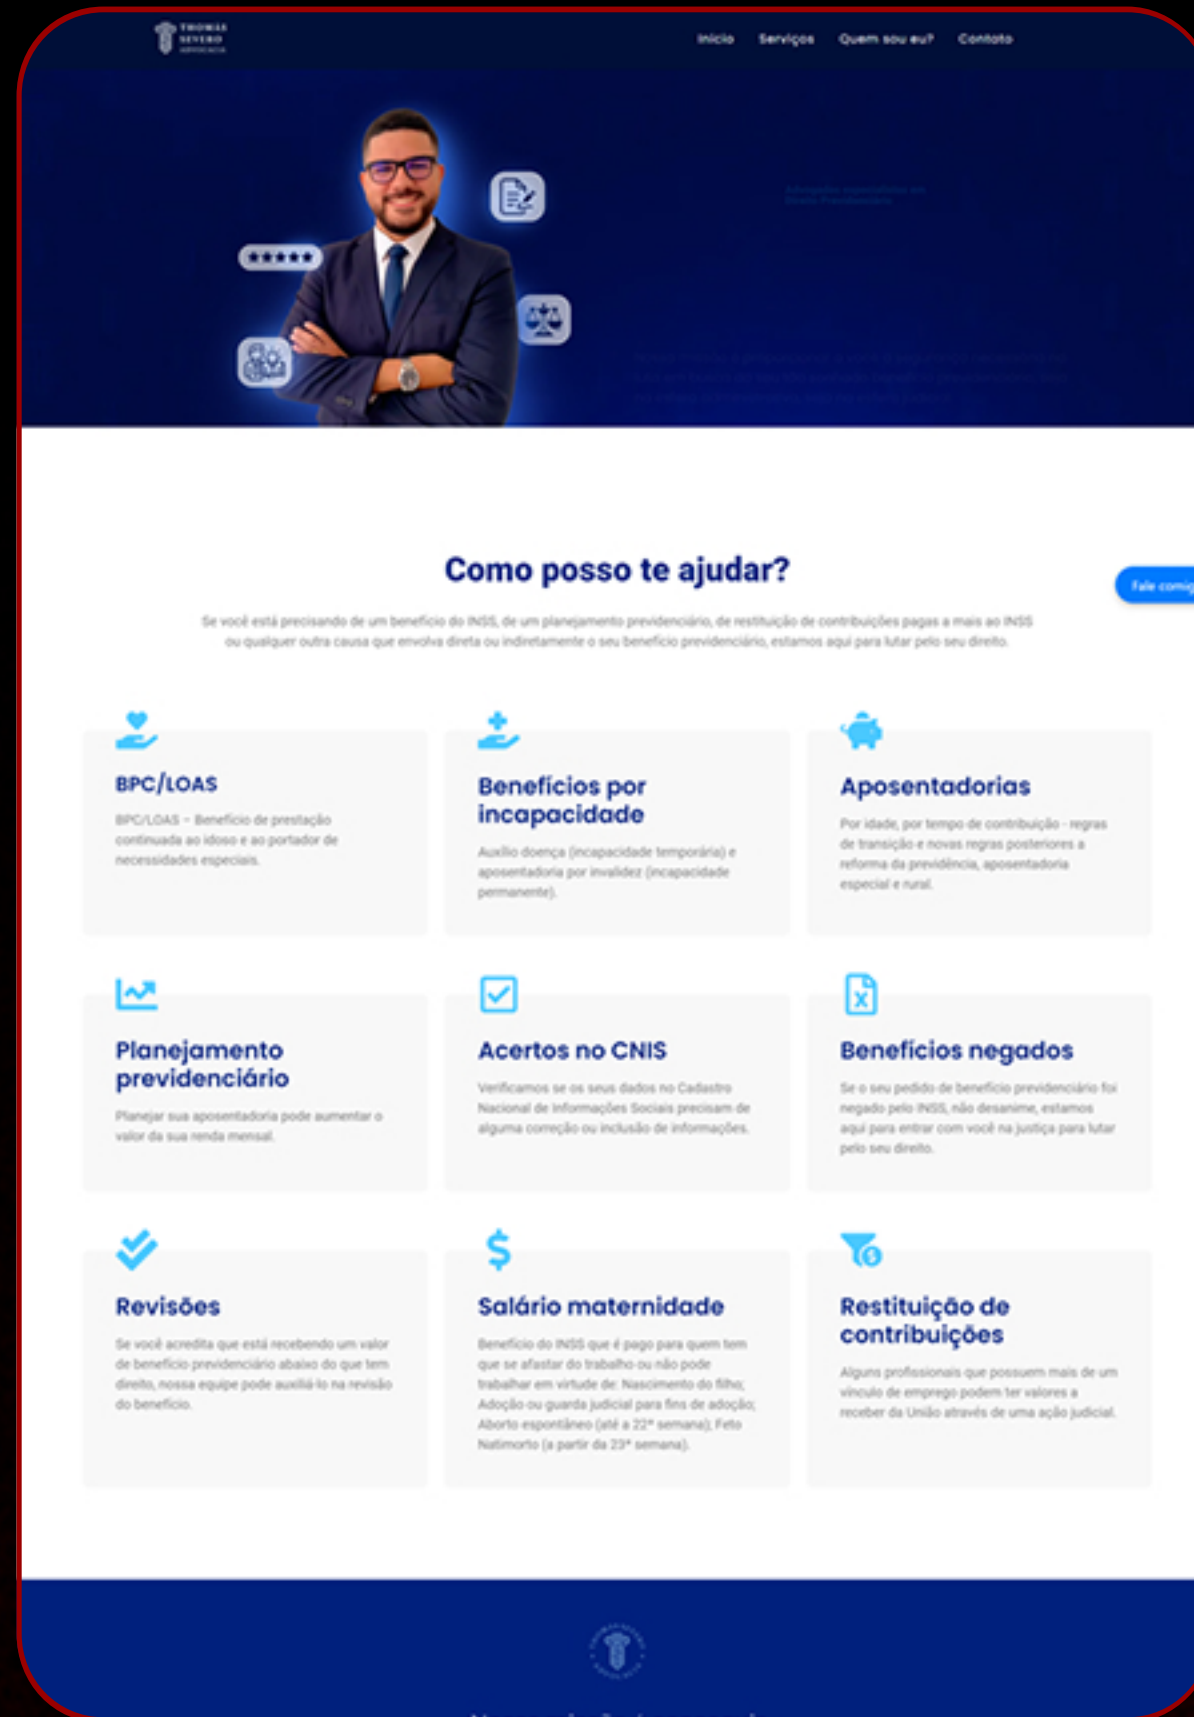 THOMÁS
SEVERO
ADVOCACIA
Início Serviços Quem sou eu? Contato
Como posso te ajudar?
Fale comig
Se você está precisando de um benefício do INSS, de um planejamento previdenciário, de restituição de contribuições pagas a mais ao INSS
ou qualquer outra causa que envolva direta ou indiretamente o seu benefício previdenciário, estamos aqui para lutar pelo seu direito.
BPC/LOAS
BPC/LOAS – Benefício de prestação
continuada ao idoso e ao portador de
necessidades especiais.
Benefícios por
incapacidade
Auxílio doença (incapacidade temporária) e
aposentadoria por invalidez (incapacidade
permanente).
Aposentadorias
Por idade, por tempo de contribuição - regras
de transição e novas regras posteriores a
reforma da previdência, aposentadoria
especial e rural.
Planejamento
previdenciário
Planejar sua aposentadoria pode aumentar o
valor da sua renda mensal.
Acertos no CNIS
Verificamos se os seus dados no Cadastro
Nacional de Informações Sociais precisam de
alguma correção ou inclusão de informações.
Benefícios negados
Se o seu pedido de benefício previdenciário foi
negado pelo INSS, não desanime, estamos
aqui para entrar com você na justiça para lutar
pelo seu direito.
Revisões
Se você acredita que está recebendo um valor
de benefício previdenciário abaixo do que tem
direito, nossa equipe pode auxiliá-lo na revisão
do benefício.
Salário maternidade
Benefício do INSS que é pago para quem tem
que se afastar do trabalho ou não pode
trabalhar em virtude de: Nascimento do filho;
Adoção ou guarda judicial para fins de adoção;
Aborto espontâneo (até a 22ª semana); Feto
Natimorto (a partir da 23ª semana).
Restituição de
contribuições
Alguns profissionais que possuem mais de um
vínculo de emprego podem ter valores a
receber da União através de uma ação judicial.
THOMÁS SEVERO
ADVOCACIA